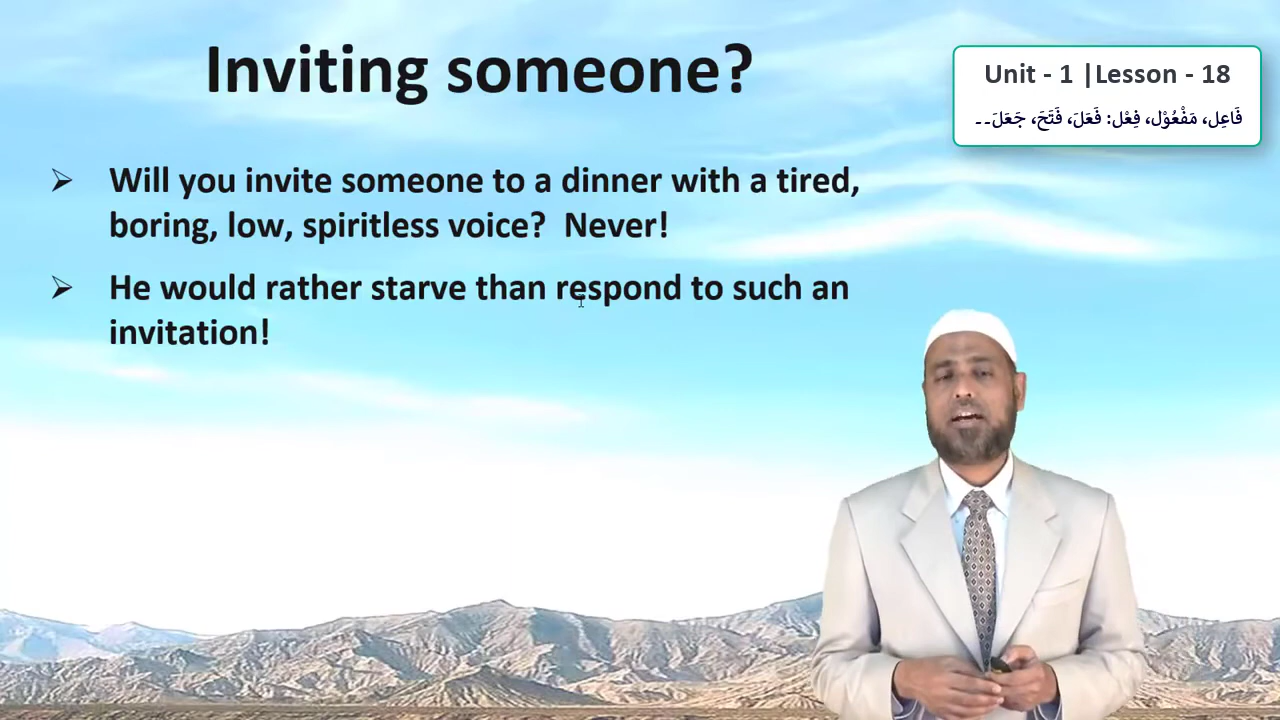 Inviting someone?
Unit - 1 |Lesson - 18
فَاعِل، مَفْعُوْل، فِعْل: فَعَلَ، فَتَحَ، جَعَلَ۔۔
➢ Will you invite someone to a dinner with a tired,
boring, low, spiritless voice?  Never!
➢ He would rather starve than respond to such an
invitation!